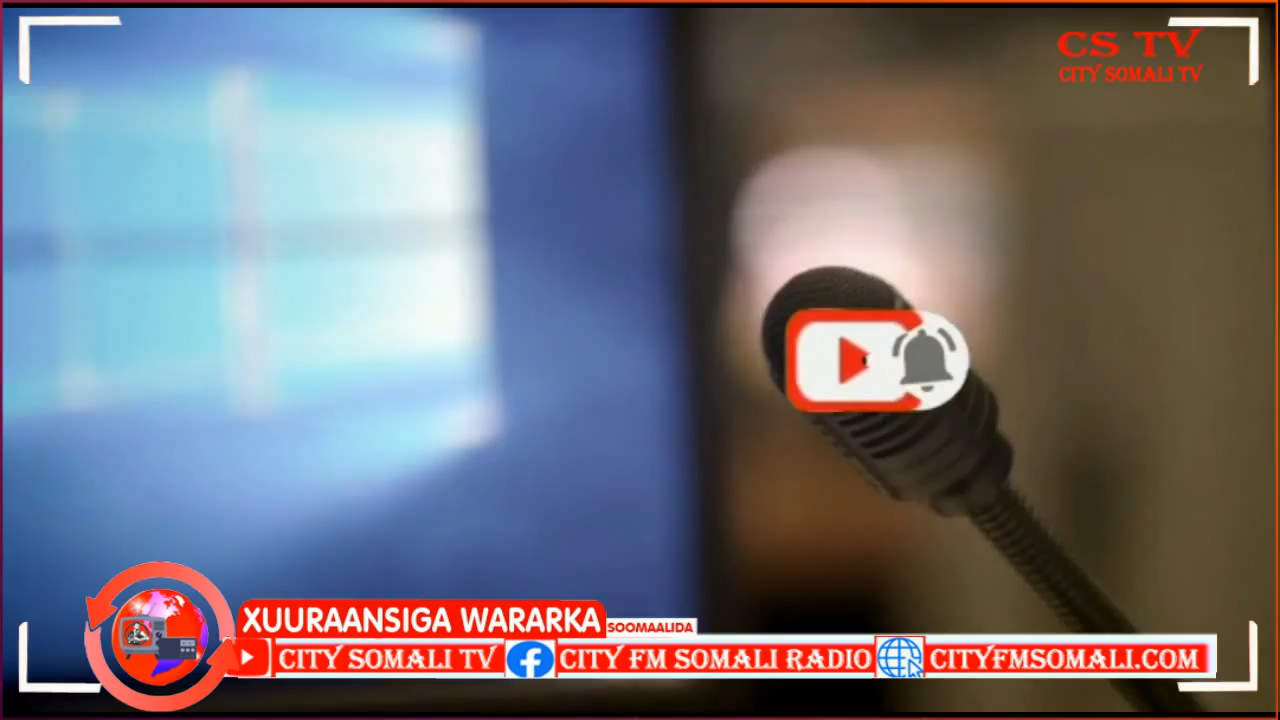 CS TV
CITY SOMALI TV
XUURAANSIGA WARARKA SOOMAALIDA
CITY SOMALI TV CITY FM SOMALI RADIO CITYFMSOMALI.COM